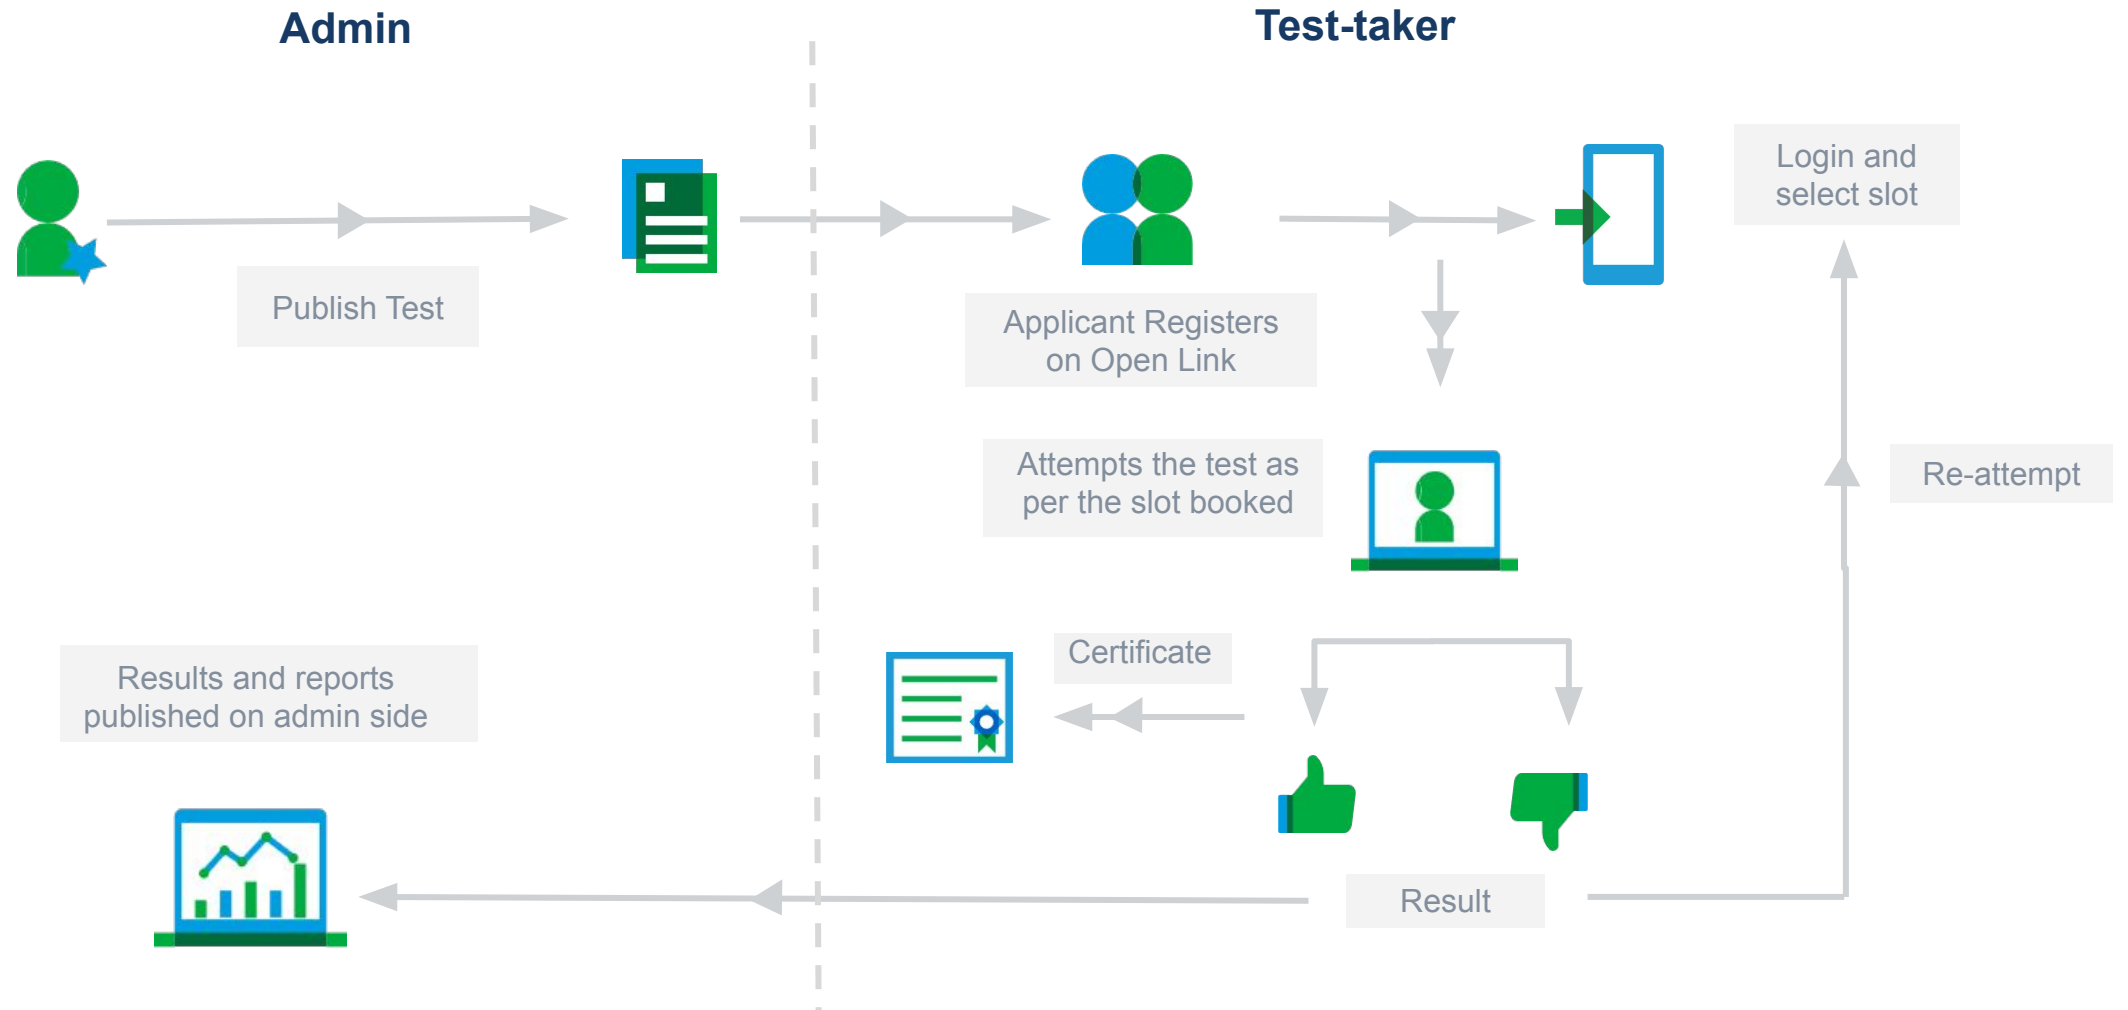 Admin
Test-taker
Login and
select slot
Publish Test
Applicant Registers
on Open Link
Attempts the test as
per the slot booked
Re-attempt
Certificate
Results and reports
published on admin side
Result